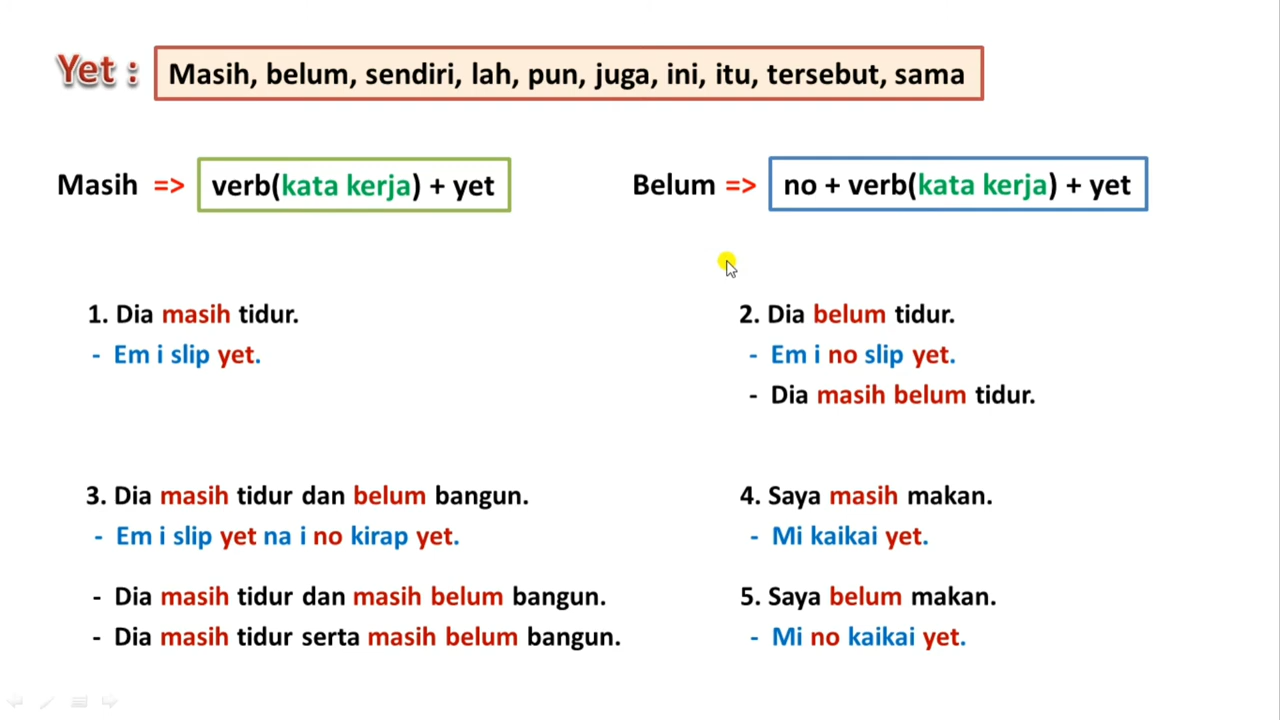 Yet : Masih, belum, sendiri, lah, pun, juga, ini, itu, tersebut, sama
Masih => verb(kata kerja) + yet
Belum => no + verb(kata kerja) + yet
1. Dia masih tidur.
- Em i slip yet.
2. Dia belum tidur.
- Em i no slip yet.
- Dia masih belum tidur.
3. Dia masih tidur dan belum bangun.
- Em i slip yet na i no kirap yet.
- Dia masih tidur dan masih belum bangun.
- Dia masih tidur serta masih belum bangun.
4. Saya masih makan.
- Mi kaikai yet.
5. Saya belum makan.
- Mi no kaikai yet.